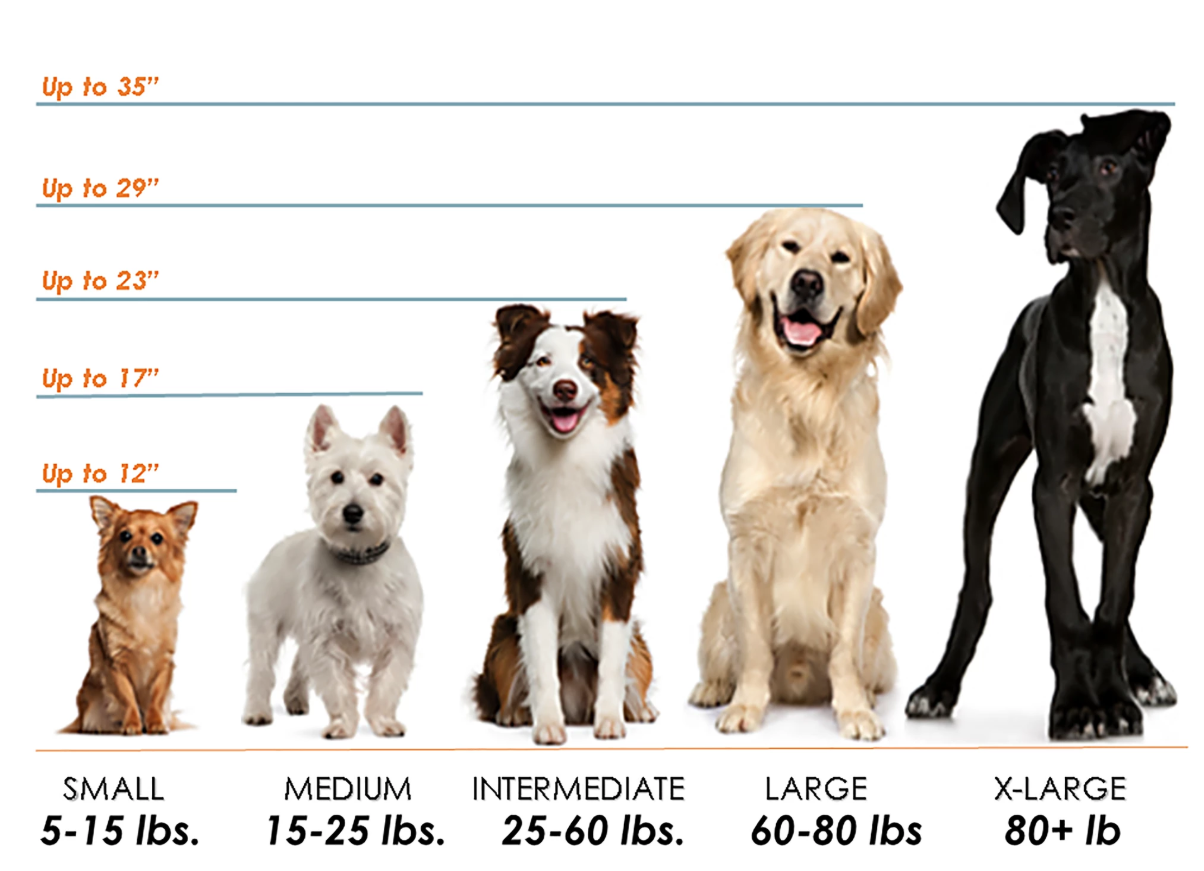 Up to 35”
Up to 29”
Up to 23”
Up to 17”
Up to 12”
SMALL MEDIUM INTERMEDIATE LARGE X-LARGE
5-15 lbs. 15-25 lbs. 25-60 lbs. 60-80 lbs 80+ lb